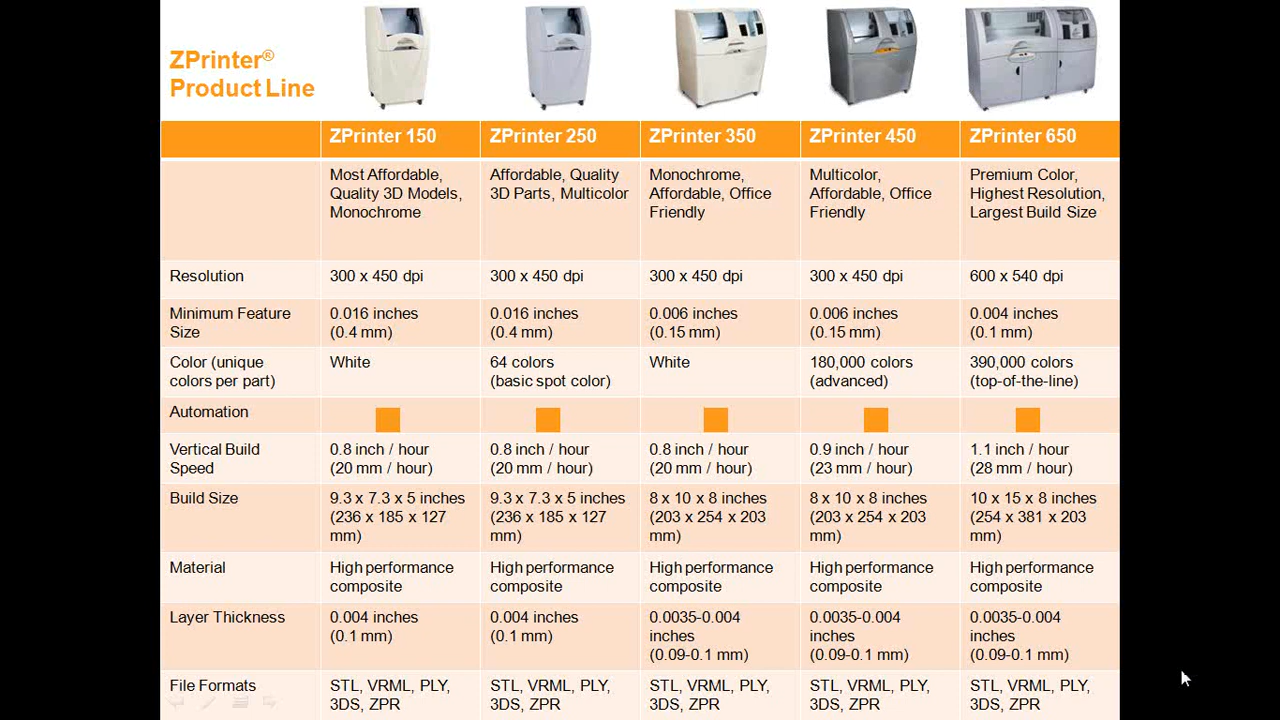 ZPrinter®
Product Line
ZPrinter 150 ZPrinter 250 ZPrinter 350 ZPrinter 450 ZPrinter 650
Most Affordable, Affordable, Quality Monochrome, Multicolor, Premium Color,
Quality 3D Models, 3D Parts, Multicolor Affordable, Office Affordable, Office Highest Resolution,
Monochrome Friendly Friendly Largest Build Size
Resolution 300 x 450 dpi 300 x 450 dpi 300 x 450 dpi 300 x 450 dpi 600 x 540 dpi
Minimum Feature 0.016 inches 0.016 inches 0.006 inches 0.006 inches 0.004 inches
Size (0.4 mm) (0.4 mm) (0.15 mm) (0.15 mm) (0.1 mm)
Color (unique White 64 colors White 180,000 colors 390,000 colors
colors per part) (basic spot color) (advanced) (top-of-the-line)
Automation
Vertical Build 0.8 inch / hour 0.8 inch / hour 0.8 inch / hour 0.9 inch / hour 1.1 inch / hour
Speed (20 mm / hour) (20 mm / hour) (20 mm / hour) (23 mm / hour) (28 mm / hour)
Build Size 9.3 x 7.3 x 5 inches 9.3 x 7.3 x 5 inches 8 x 10 x 8 inches 8 x 10 x 8 inches 10 x 15 x 8 inches
(236 x 185 x 127 (236 x 185 x 127 (203 x 254 x 203 (203 x 254 x 203 (254 x 381 x 203
mm) mm) mm) mm) mm)
Material High performance High performance High performance High performance High performance
composite composite composite composite composite
Layer Thickness 0.004 inches 0.004 inches 0.0035-0.004 0.0035-0.004 0.0035-0.004
(0.1 mm) (0.1 mm) inches inches inches
(0.09-0.1 mm) (0.09-0.1 mm) (0.09-0.1 mm)
File Formats STL, VRML, PLY, STL, VRML, PLY, STL, VRML, PLY, STL, VRML, PLY, STL, VRML, PLY,
3DS, ZPR 3DS, ZPR 3DS, ZPR 3DS, ZPR 3DS, ZPR